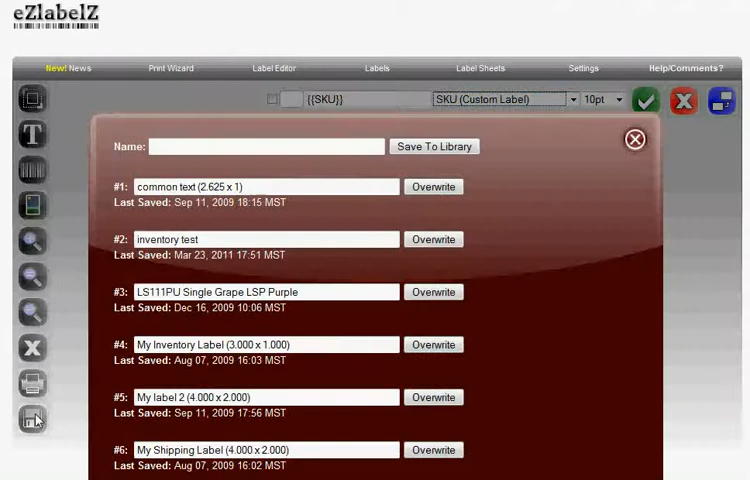 eZlabelZ
New! News Print Wizard Label Editor Labels Label Sheets Settings Help/Comments?
{{SKU}} SKU (Custom Label) 10pt
T
Name: Save To Library
#1: common text (2.625 x 1) Overwrite
Last Saved: Sep 11, 2009 18:15 MST
#2: inventory test Overwrite
Last Saved: Mar 23, 2011 17:51 MST
#3: LS111PU Single Grape LSP Purple Overwrite
Last Saved: Dec 16, 2009 10:06 MST
#4: My Inventory Label (3.000 x 1.000) Overwrite
Last Saved: Aug 07, 2009 16:03 MST
#5: My label 2 (4.000 x 2.000) Overwrite
Last Saved: Sep 11, 2009 17:56 MST
#6: My Shipping Label (4.000 x 2.000) Overwrite
Last Saved: Aug 07, 2009 16:02 MST